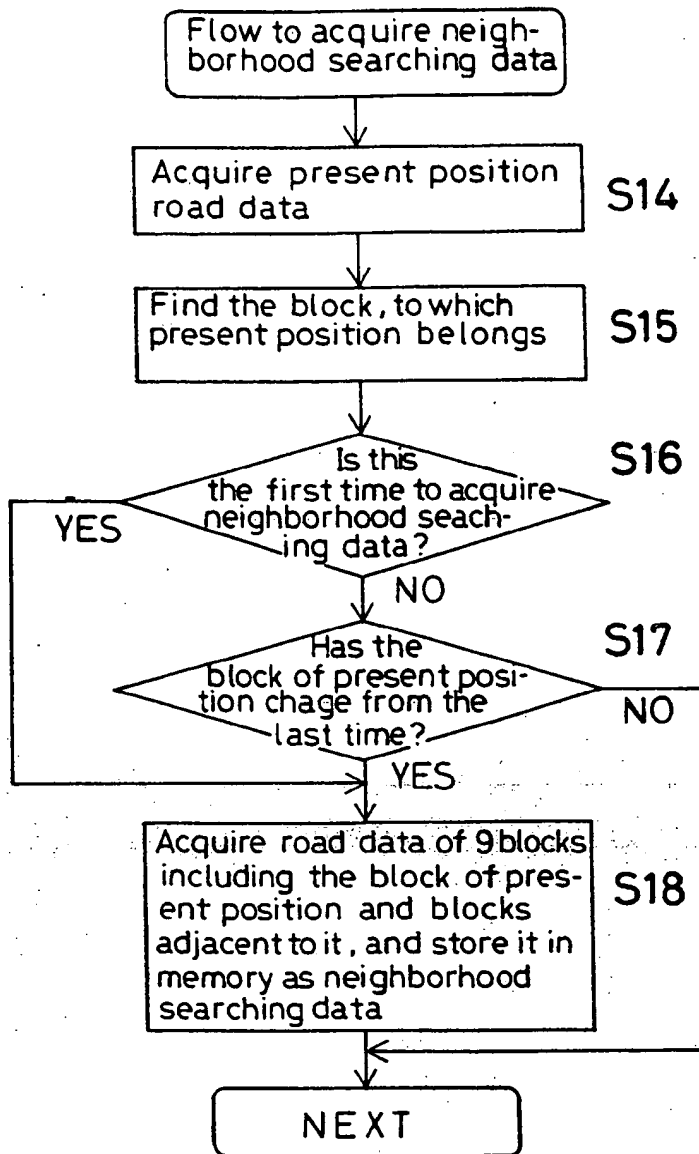 Flow to acquire neigh-
borhood searching data
Acquire present position
road data
S14
Find the block, to which
present position belongs
S15
Is this
the first time to acquire
neighborhood seach-
ing data?
S16
YES
NO
Has the
block of present posi-
tion chage from the
last time?
S17
NO
YES
Acquire road data of 9 blocks
including the block of pres-
ent position and blocks
adjacent to it, and store it in
memory as neighborhood
searching data
S18
NEXT